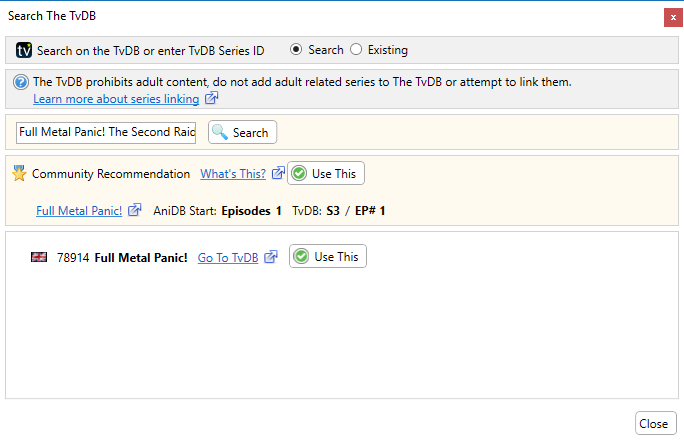 Search The TvDB
x
tv Search on the TvDB or enter TvDB Series ID Search Existing
? The TvDB prohibits adult content, do not add adult related series to The TvDB or attempt to link them.
Learn more about series linking
Full Metal Panic! The Second Raid Search
Community Recommendation What's This? Use This
Full Metal Panic! AniDB Start: Episodes 1 TvDB: S3 / EP# 1
78914 Full Metal Panic! Go To TvDB Use This
Close